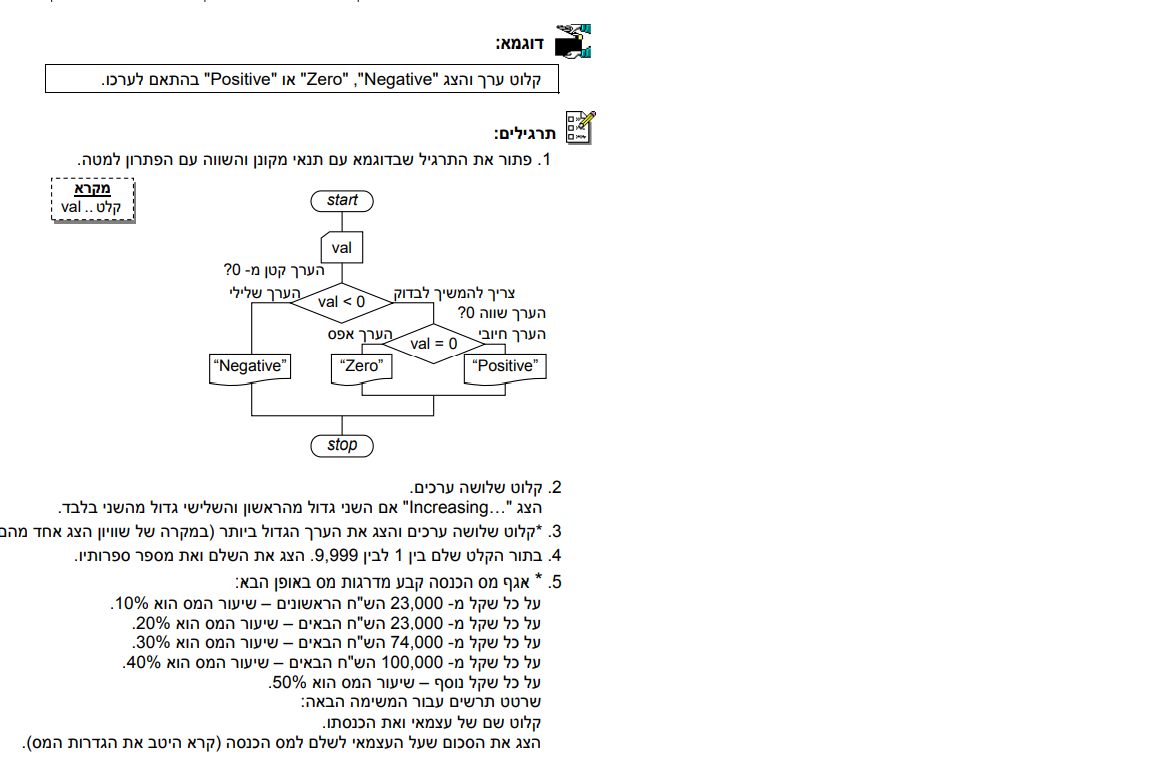 דוגמא:
קלוט ערך והצג "Negative", "Zero" או "Positive" בהתאם לערכו.
תרגילים:
1. פתור את התרגיל שבדוגמא עם תנאי מקונן והשווה עם הפתרון למטה.
מקרא
קלט .. val
start
val
הערך קטן מ- 0?
הערך שלילי
val < 0
צריך להמשיך לבדוק
הערך שווה 0?
הערך אפס
val = 0
הערך חיובי
“Negative”
“Zero”
“Positive”
stop
2. קלוט שלושה ערכים.
הצג "Increasing…" אם השני גדול מהראשון והשלישי גדול מהשני בלבד.
3. *קלוט שלושה ערכים והצג את הערך הגדול ביותר (במקרה של שוויון הצג אחד מהם
4. בתור הקלט שלם בין 1 לבין 9,999. הצג את השלם ואת מספר ספרותיו.
5. * אגף מס הכנסה קבע מדרגות מס באופן הבא:
על כל שקל מ- 23,000 הש"ח הראשונים – שיעור המס הוא 10%.
על כל שקל מ- 23,000 הש"ח הבאים – שיעור המס הוא 20%.
על כל שקל מ- 74,000 הש"ח הבאים – שיעור המס הוא 30%.
על כל שקל מ- 100,000 הש"ח הבאים – שיעור המס הוא 40%.
על כל שקל נוסף – שיעור המס הוא 50%.
שרטט תרשים עבור המשימה הבאה:
קלוט שם של עצמאי ואת הכנסתו.
הצג את הסכום שעל העצמאי לשלם למס הכנסה (קרא היטב את הגדרות המס).